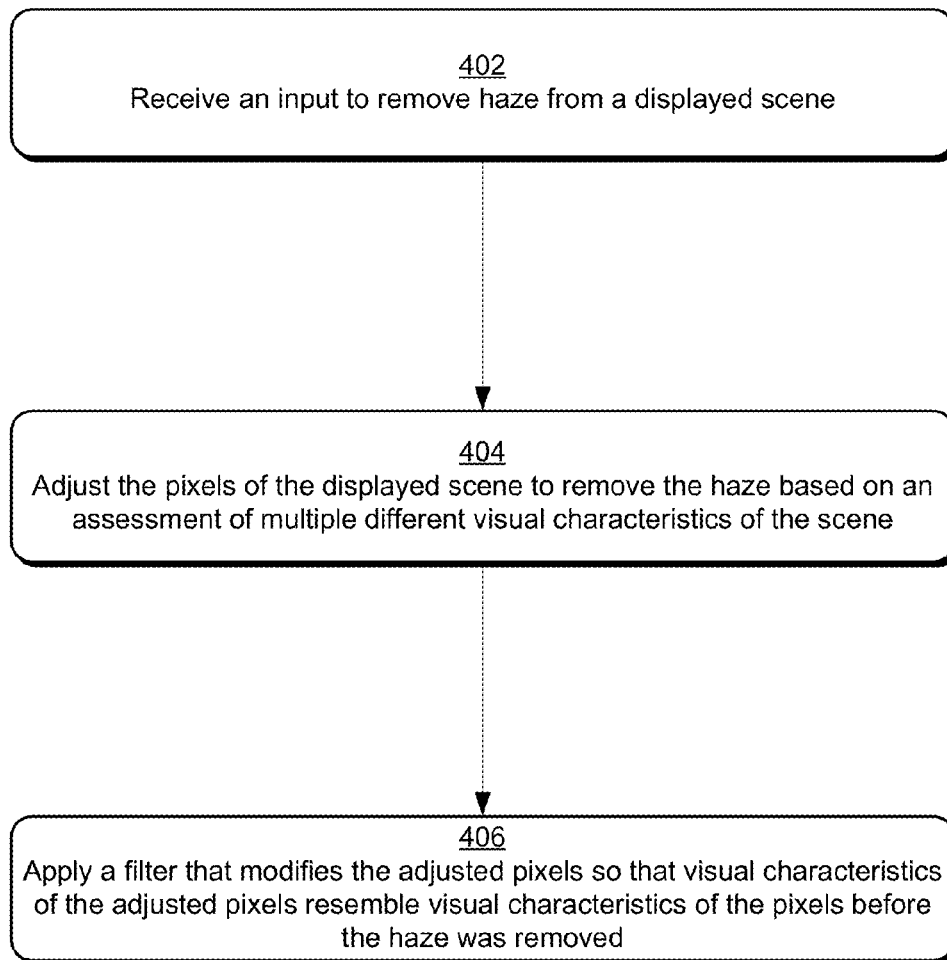 402
Receive an input to remove haze from a displayed scene
404
Adjust the pixels of the displayed scene to remove the haze based on an
assessment of multiple different visual characteristics of the scene
406
Apply a filter that modifies the adjusted pixels so that visual characteristics
of the adjusted pixels resemble visual characteristics of the pixels before
the haze was removed